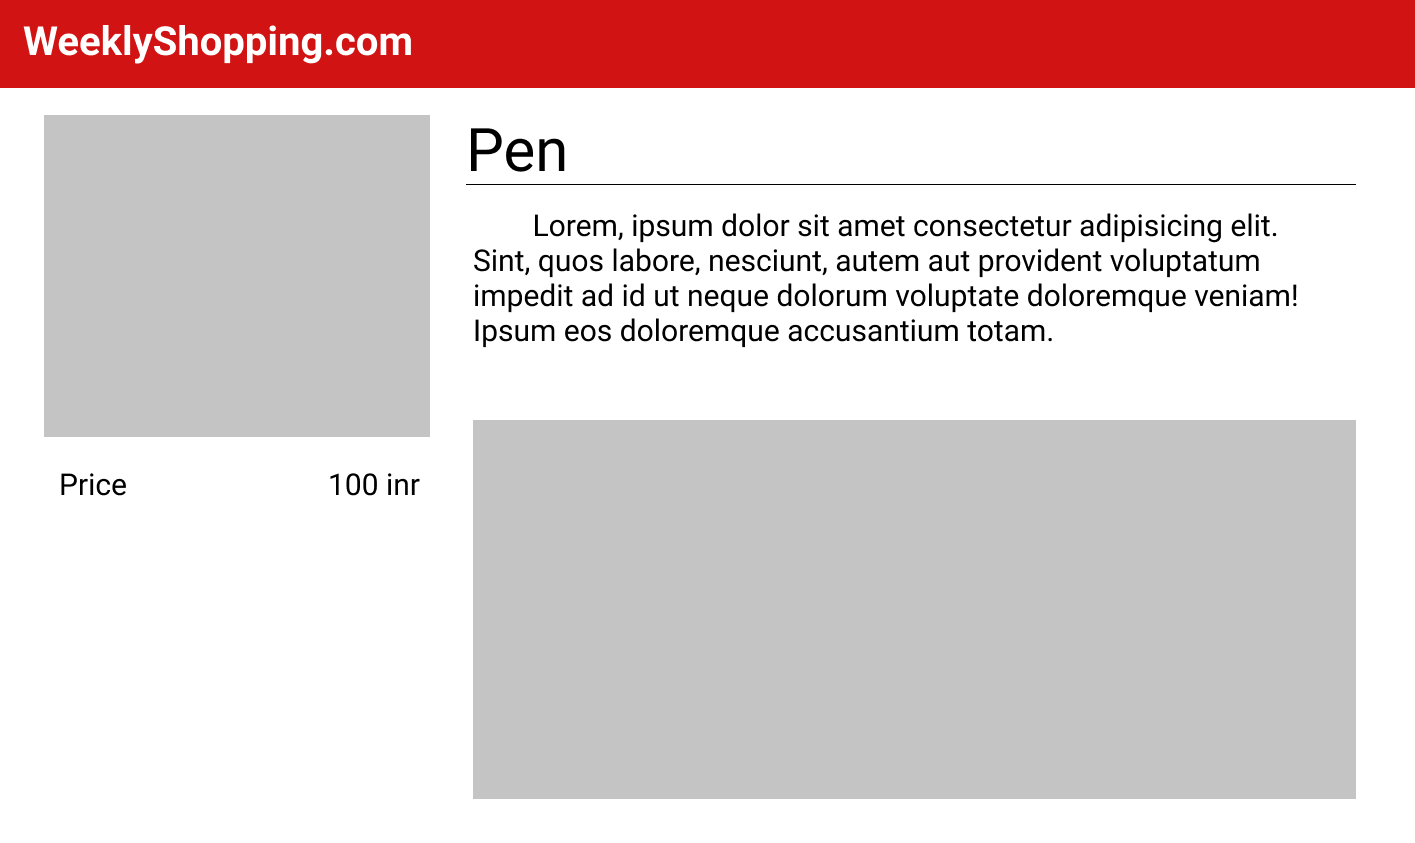 WeeklyShopping.com
Pen
Lorem, ipsum dolor sit amet consectetur adipisicing elit.
Sint, quos labore, nesciunt, autem aut provident voluptatum
impedit ad id ut neque dolorum voluptate doloremque veniam!
Ipsum eos doloremque accusantium totam.
Price 100 inr